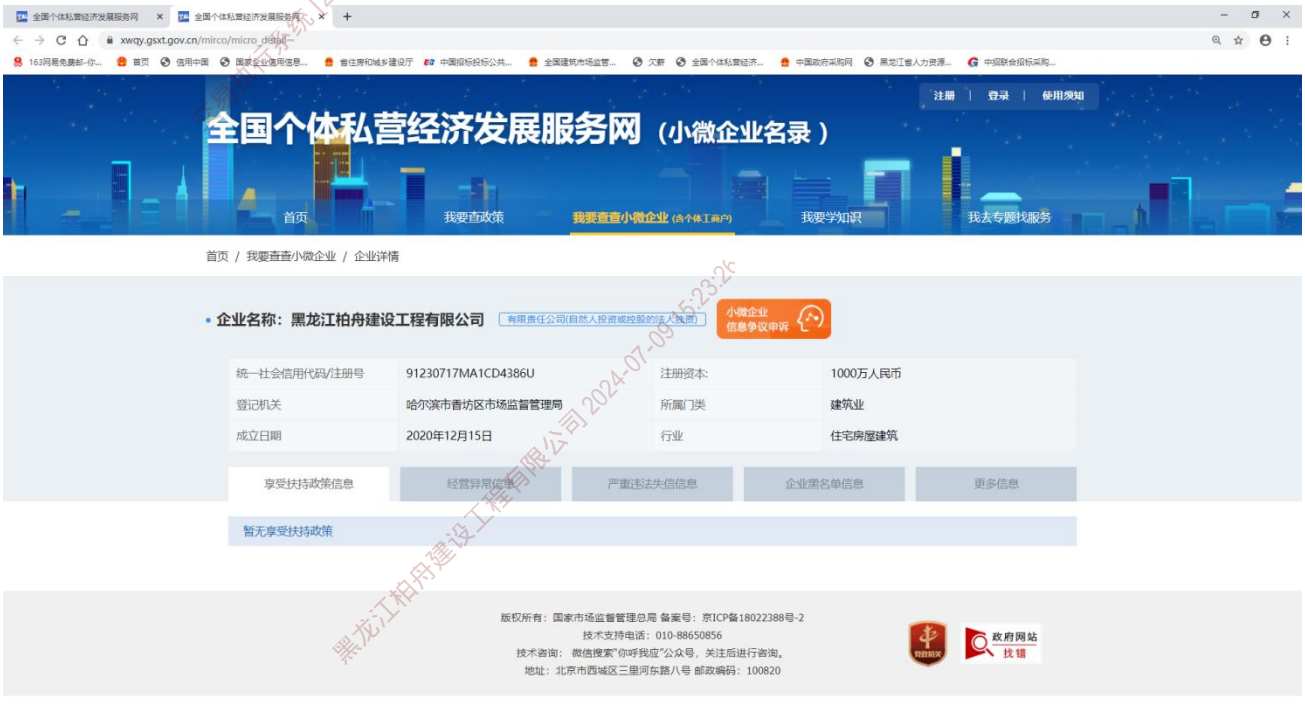 全国个体私营经济发展服务网
全国个体私营经济发展服务网
xwqy.gsxt.gov.cn/mirco/micro_detail
163网易免费邮-你... 首页 信用中国 国家企业信用信息... 省住房和城乡建设厅 中国招标投标公共... 全国建筑市场监管... 欠薪 全国个体私营经济... 中国政府采购网 黑龙江省人力资源... 中招联合招标采购...
注册 | 登录 | 使用须知
全国个体私营经济发展服务网（小微企业名录）
首页 我要查政策 我要查查小微企业 (含个体工商户) 我要学知识 我去专题找服务
首页 / 我要查查小微企业 / 企业详情
企业名称：黑龙江柏舟建设工程有限公司 有限责任公司(自然人投资或控股的法人独资) 小微企业
信息争议申诉
统一社会信用代码/注册号 91230717MA1CD4386U 注册资本: 1000万人民币
登记机关 哈尔滨市香坊区市场监督管理局 所属门类 建筑业
成立日期 2020年12月15日 行业 住宅房屋建筑
享受扶持政策信息 经营异常信息 严重违法失信信息 企业黑名单信息 更多信息
暂无享受扶持政策
版权所有：国家市场监督管理总局 备案号：京ICP备18022388号-2
技术支持电话：010-88650856
技术咨询： 微信搜索"你呼我应"公众号，关注后进行咨询。
地址：北京市西城区三里河东路八号 邮政编码：100820
党政机关
政府网站
找错
黑龙江柏舟建设工程有限公司 2024-07-09 15:23:26